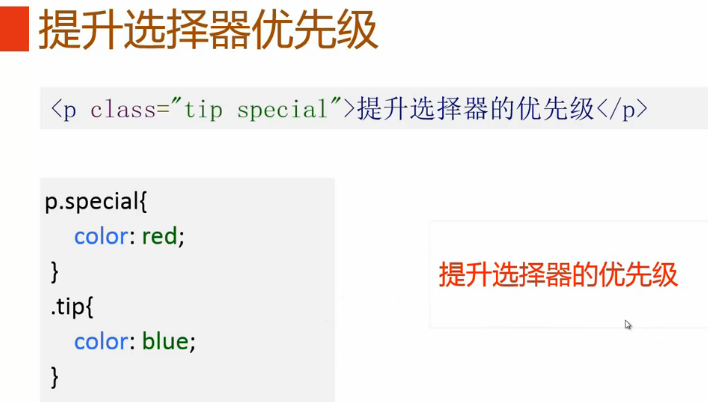 提升选择器优先级
<p class="tip special">提升选择器的优先级</p>
p.special{
color: red;
}
.tip{
color: blue;
}
提升选择器的优先级